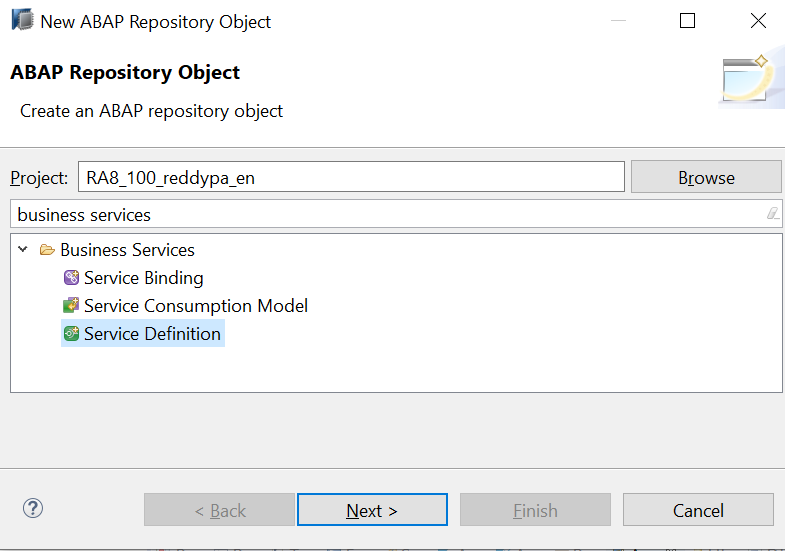 New ABAP Repository Object
ABAP Repository Object
Create an ABAP repository object
Project: RA8_100_reddypa_en Browse
business services
Business Services
Service Binding
Service Consumption Model
Service Definition
? < Back Next > Finish Cancel